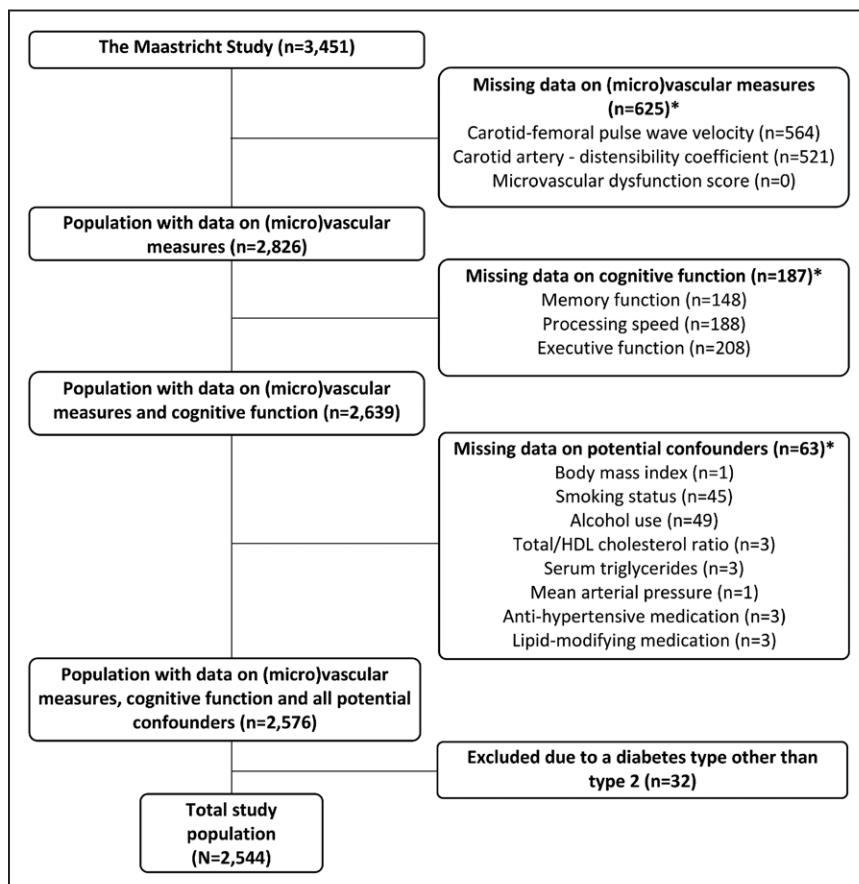 The Maastricht Study (n=3,451)
Missing data on (micro)vascular measures
(n=625)*
Carotid-femoral pulse wave velocity (n=564)
Carotid artery - distensibility coefficient (n=521)
Microvascular dysfunction score (n=0)
Population with data on (micro)vascular
measures (n=2,826)
Missing data on cognitive function (n=187)*
Memory function (n=148)
Processing speed (n=188)
Executive function (n=208)
Population with data on (micro)vascular
measures and cognitive function (n=2,639)
Missing data on potential confounders (n=63)*
Body mass index (n=1)
Smoking status (n=45)
Alcohol use (n=49)
Total/HDL cholesterol ratio (n=3)
Serum triglycerides (n=3)
Mean arterial pressure (n=1)
Anti-hypertensive medication (n=3)
Lipid-modifying medication (n=3)
Population with data on (micro)vascular
measures, cognitive function and all potential
confounders (n=2,576)
Excluded due to a diabetes type other than
type 2 (n=32)
Total study
population
(N=2,544)